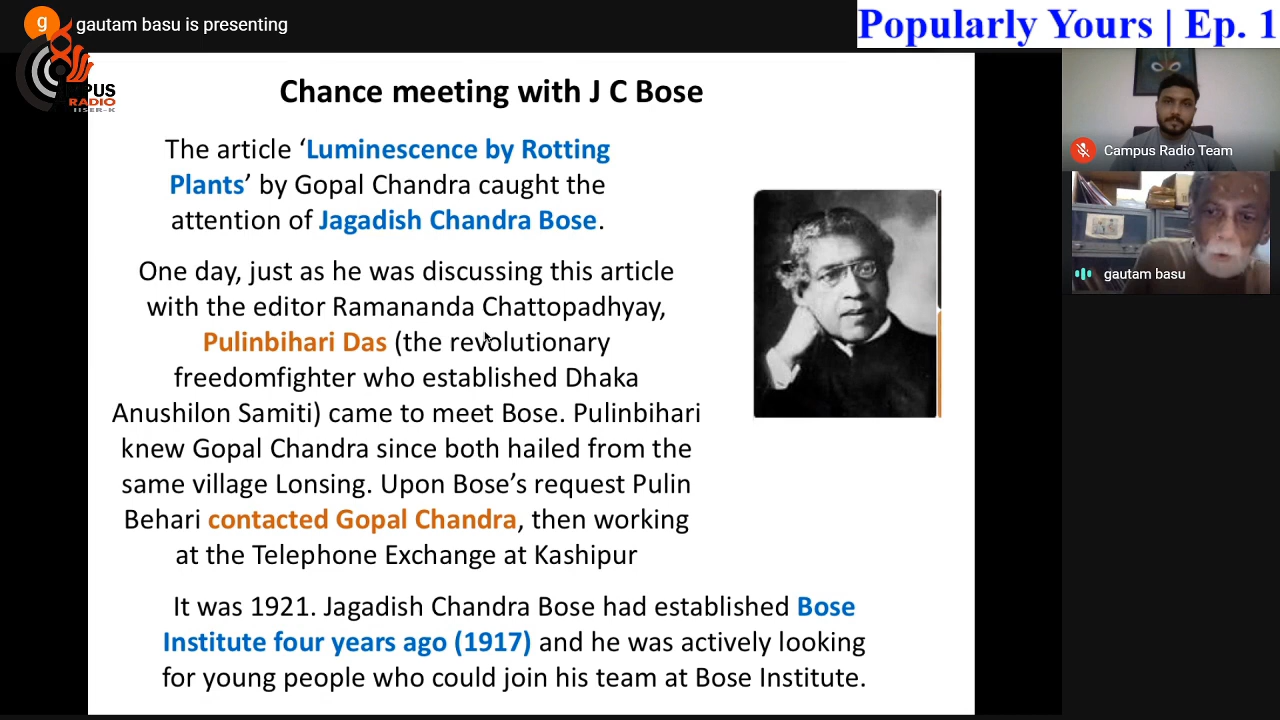 g
gautam basu is presenting
Popularly Yours | Ep. 1
MPUS
RADIO
IISER-K
Chance meeting with J C Bose
The article ‘Luminescence by Rotting
Plants’ by Gopal Chandra caught the
attention of Jagadish Chandra Bose.
One day, just as he was discussing this article
with the editor Ramananda Chattopadhyay,
Pulinbihari Das (the revolutionary
freedomfighter who established Dhaka
Anushilon Samiti) came to meet Bose. Pulinbihari
knew Gopal Chandra since both hailed from the
same village Lonsing. Upon Bose’s request Pulin
Behari contacted Gopal Chandra, then working
at the Telephone Exchange at Kashipur
It was 1921. Jagadish Chandra Bose had established Bose
Institute four years ago (1917) and he was actively looking
for young people who could join his team at Bose Institute.
Campus Radio Team
gautam basu